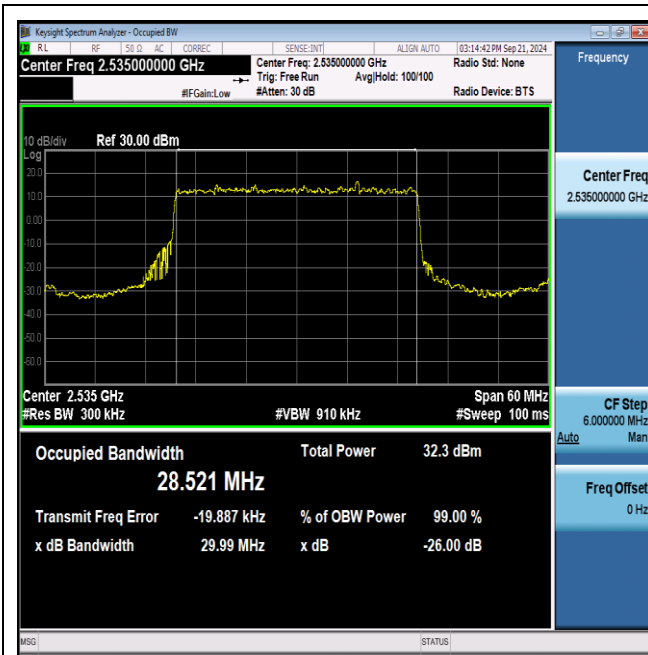 Keysight Spectrum Analyzer - Occupied BW
RL RF 50 Ω AC CORREC SENSE:INT ALIGN AUTO 03:14:42 PM Sep 21, 2024
Center Freq 2.535000000 GHz
Center Freq: 2.535000000 GHz Radio Std: None
Trig: Free Run Avg|Hold: 100/100
#IFGain:Low #Atten: 30 dB Radio Device: BTS
Frequency
10 dB/div Ref 30.00 dBm
Log
20.0
10.0
0.00
-10.0
-20.0
-30.0
-40.0
-50.0
-60.0
Center Freq
2.535000000 GHz
Center 2.535 GHz Span 60 MHz
#Res BW 300 kHz #VBW 910 kHz #Sweep 100 ms
CF Step
6.000000 MHz
Auto Man
Occupied Bandwidth Total Power 32.3 dBm
28.521 MHz
Transmit Freq Error -19.887 kHz % of OBW Power 99.00 %
x dB Bandwidth 29.99 MHz x dB -26.00 dB
Freq Offset
0 Hz
MSG STATUS